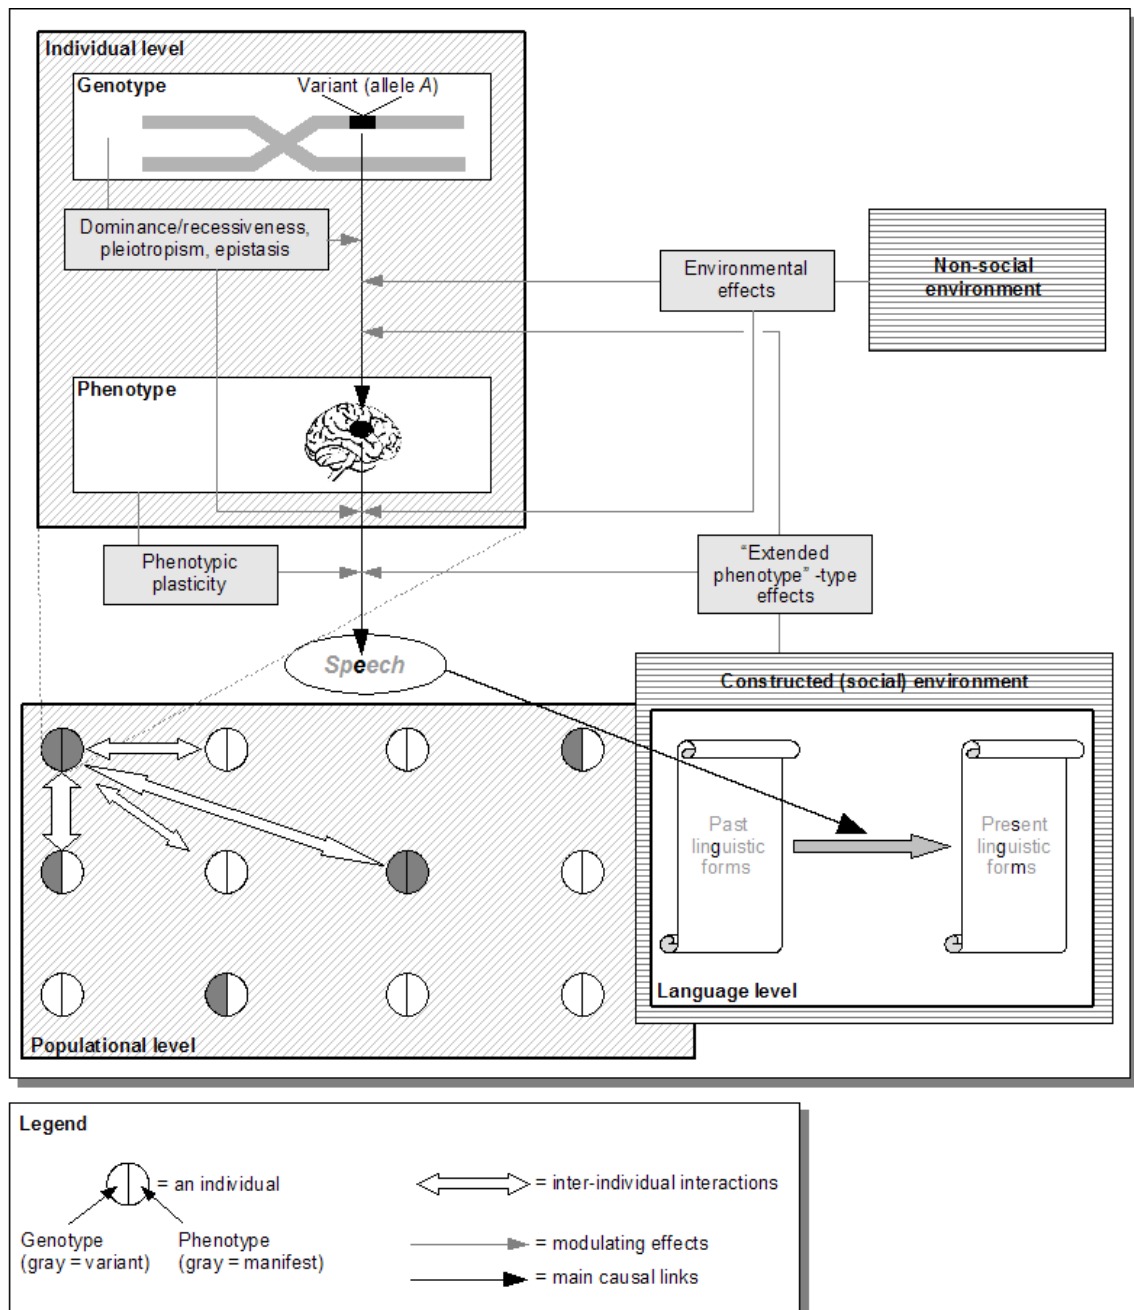 Individual level
Genotype
Variant (allele A)
Dominance/recessiveness,
pleiotropism, epistasis
Environmental
effects
Non-social
environment
Phenotype
Phenotypic
plasticity
“Extended
phenotype” -type
effects
Speech
Constructed (social) environment
Past
linguistic
forms
Present
linguistic
forms
Language level
Populational level
Legend
= an individual
= inter-individual interactions
Genotype
(gray = variant)
Phenotype
(gray = manifest)
= modulating effects
= main causal links